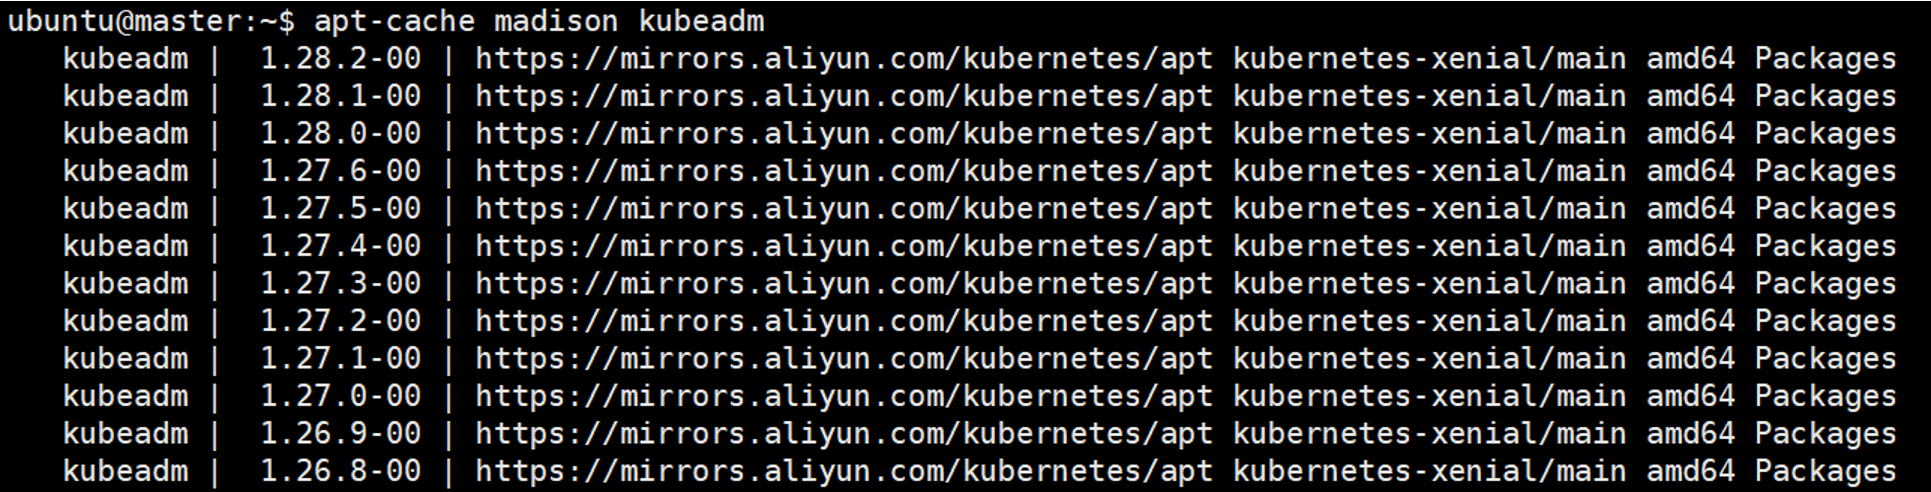 ubuntu@master:~$ apt-cache madison kubeadm
kubeadm | 1.28.2-00 | https://mirrors.aliyun.com/kubernetes/apt kubernetes-xenial/main amd64 Packages
kubeadm | 1.28.1-00 | https://mirrors.aliyun.com/kubernetes/apt kubernetes-xenial/main amd64 Packages
kubeadm | 1.28.0-00 | https://mirrors.aliyun.com/kubernetes/apt kubernetes-xenial/main amd64 Packages
kubeadm | 1.27.6-00 | https://mirrors.aliyun.com/kubernetes/apt kubernetes-xenial/main amd64 Packages
kubeadm | 1.27.5-00 | https://mirrors.aliyun.com/kubernetes/apt kubernetes-xenial/main amd64 Packages
kubeadm | 1.27.4-00 | https://mirrors.aliyun.com/kubernetes/apt kubernetes-xenial/main amd64 Packages
kubeadm | 1.27.3-00 | https://mirrors.aliyun.com/kubernetes/apt kubernetes-xenial/main amd64 Packages
kubeadm | 1.27.2-00 | https://mirrors.aliyun.com/kubernetes/apt kubernetes-xenial/main amd64 Packages
kubeadm | 1.27.1-00 | https://mirrors.aliyun.com/kubernetes/apt kubernetes-xenial/main amd64 Packages
kubeadm | 1.27.0-00 | https://mirrors.aliyun.com/kubernetes/apt kubernetes-xenial/main amd64 Packages
kubeadm | 1.26.9-00 | https://mirrors.aliyun.com/kubernetes/apt kubernetes-xenial/main amd64 Packages
kubeadm | 1.26.8-00 | https://mirrors.aliyun.com/kubernetes/apt kubernetes-xenial/main amd64 Packages